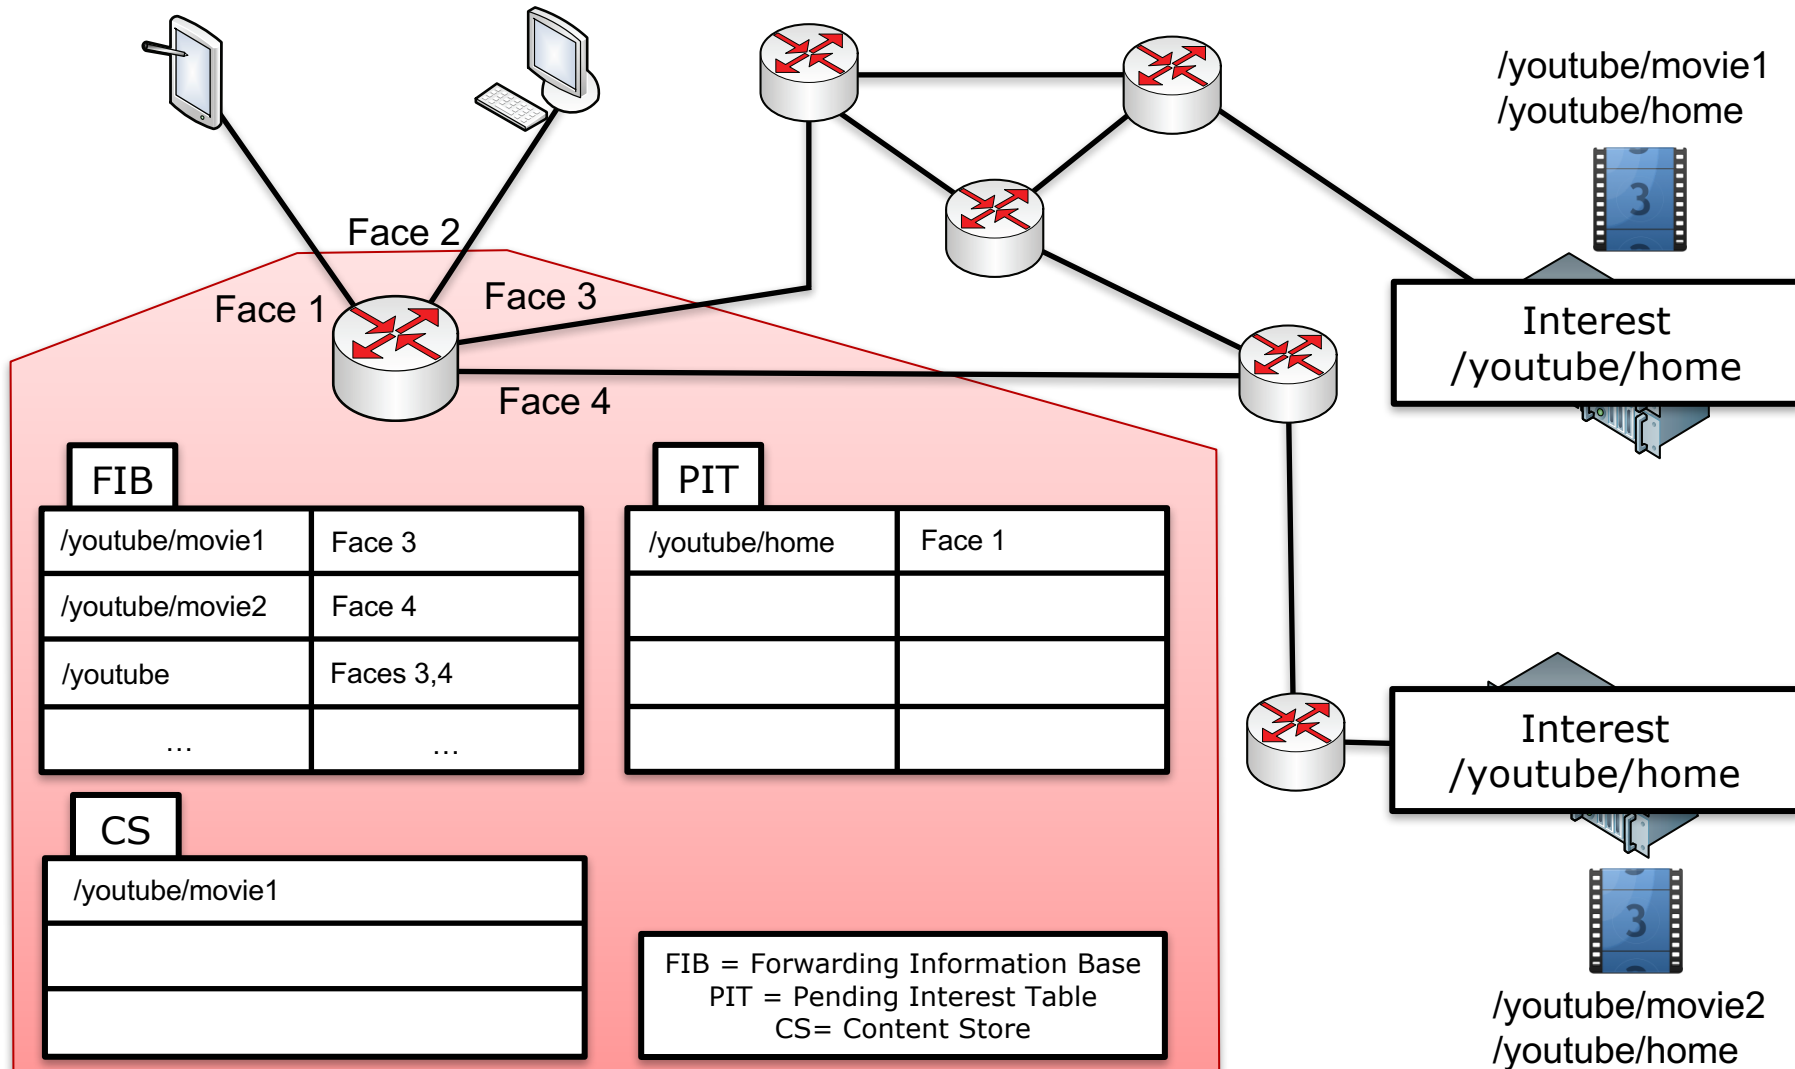 /youtube/movie1
/youtube/home
3
Face 2
Face 1
Face 3
Interest
/youtube/home
Face 4
FIB
/youtube/movie1 Face 3
/youtube/movie2 Face 4
/youtube Faces 3,4
... ...
PIT
/youtube/home Face 1
Interest
/youtube/home
CS
/youtube/movie1
FIB = Forwarding Information Base
PIT = Pending Interest Table
CS= Content Store
3
/youtube/movie2
/youtube/home